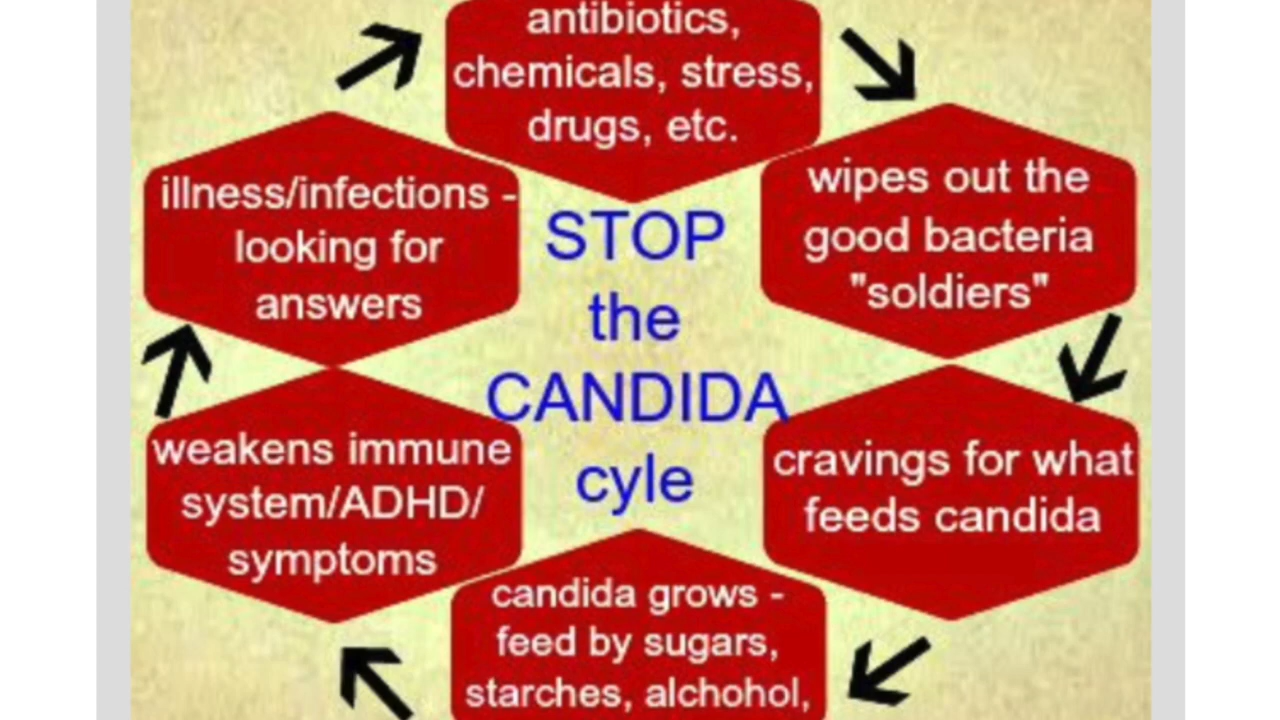 antibiotics,
chemicals, stress,
drugs, etc.
wipes out the
good bacteria
"soldiers"
cravings for what
feeds candida
candida grows -
feed by sugars,
starches, alchohol,
weakens immune
system/ADHD/
symptoms
illness/infections -
looking for
answers
STOP
the
CANDIDA
cyle